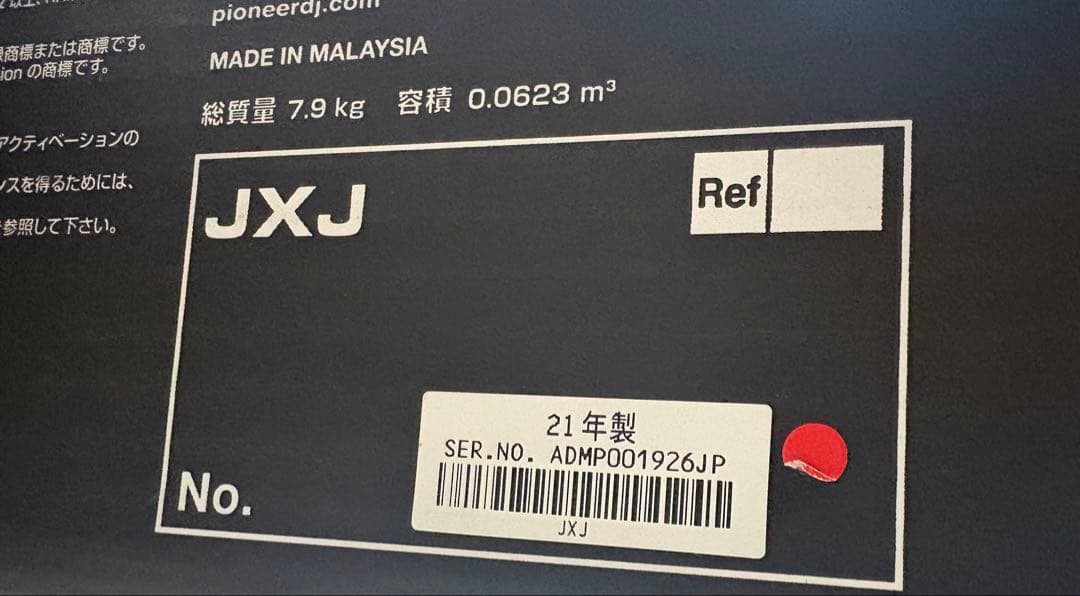 pioneerdj.com
商標または商標です。
ion の商標です。
MADE IN MALAYSIA
総質量 7.9 kg 容積 0.0623 m³
アクティベーションの
ンスを得るためには、
参照して下さい。
JXJ
Ref
21年製
SER.NO. ADMP001926JP
JXJ
No.